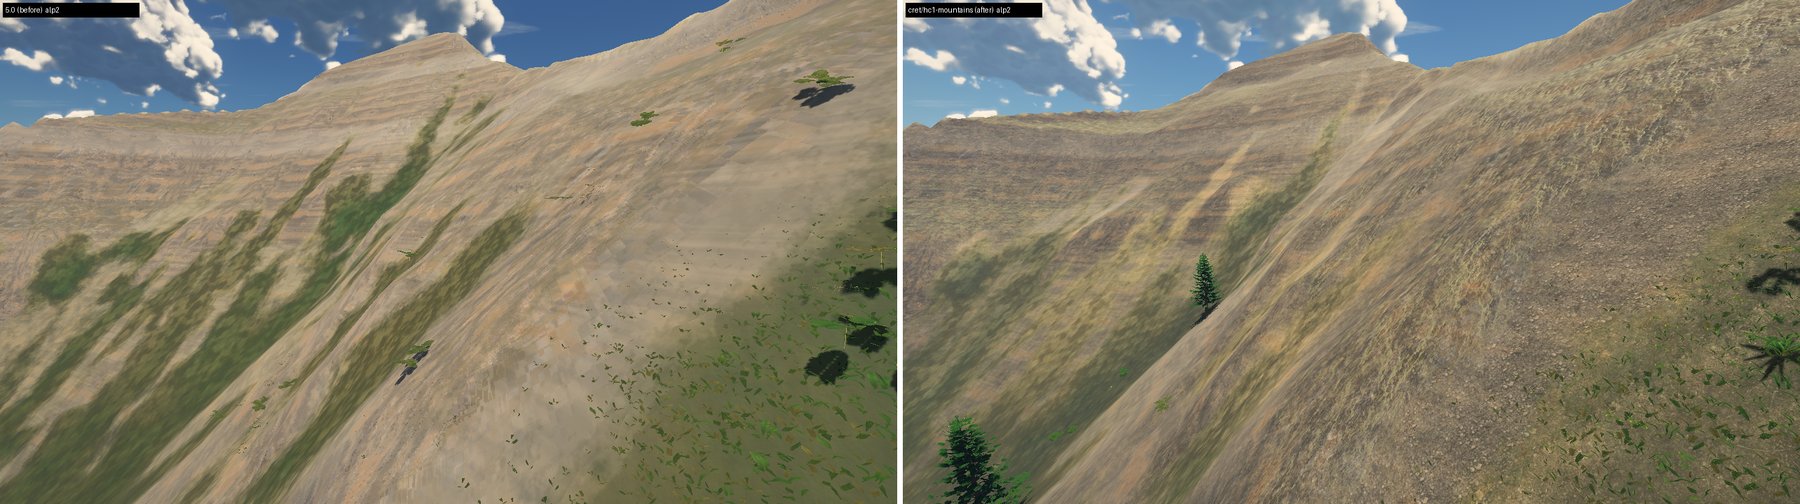 5.0 (before) alp2
cret/hc1-mountains (after) alp2